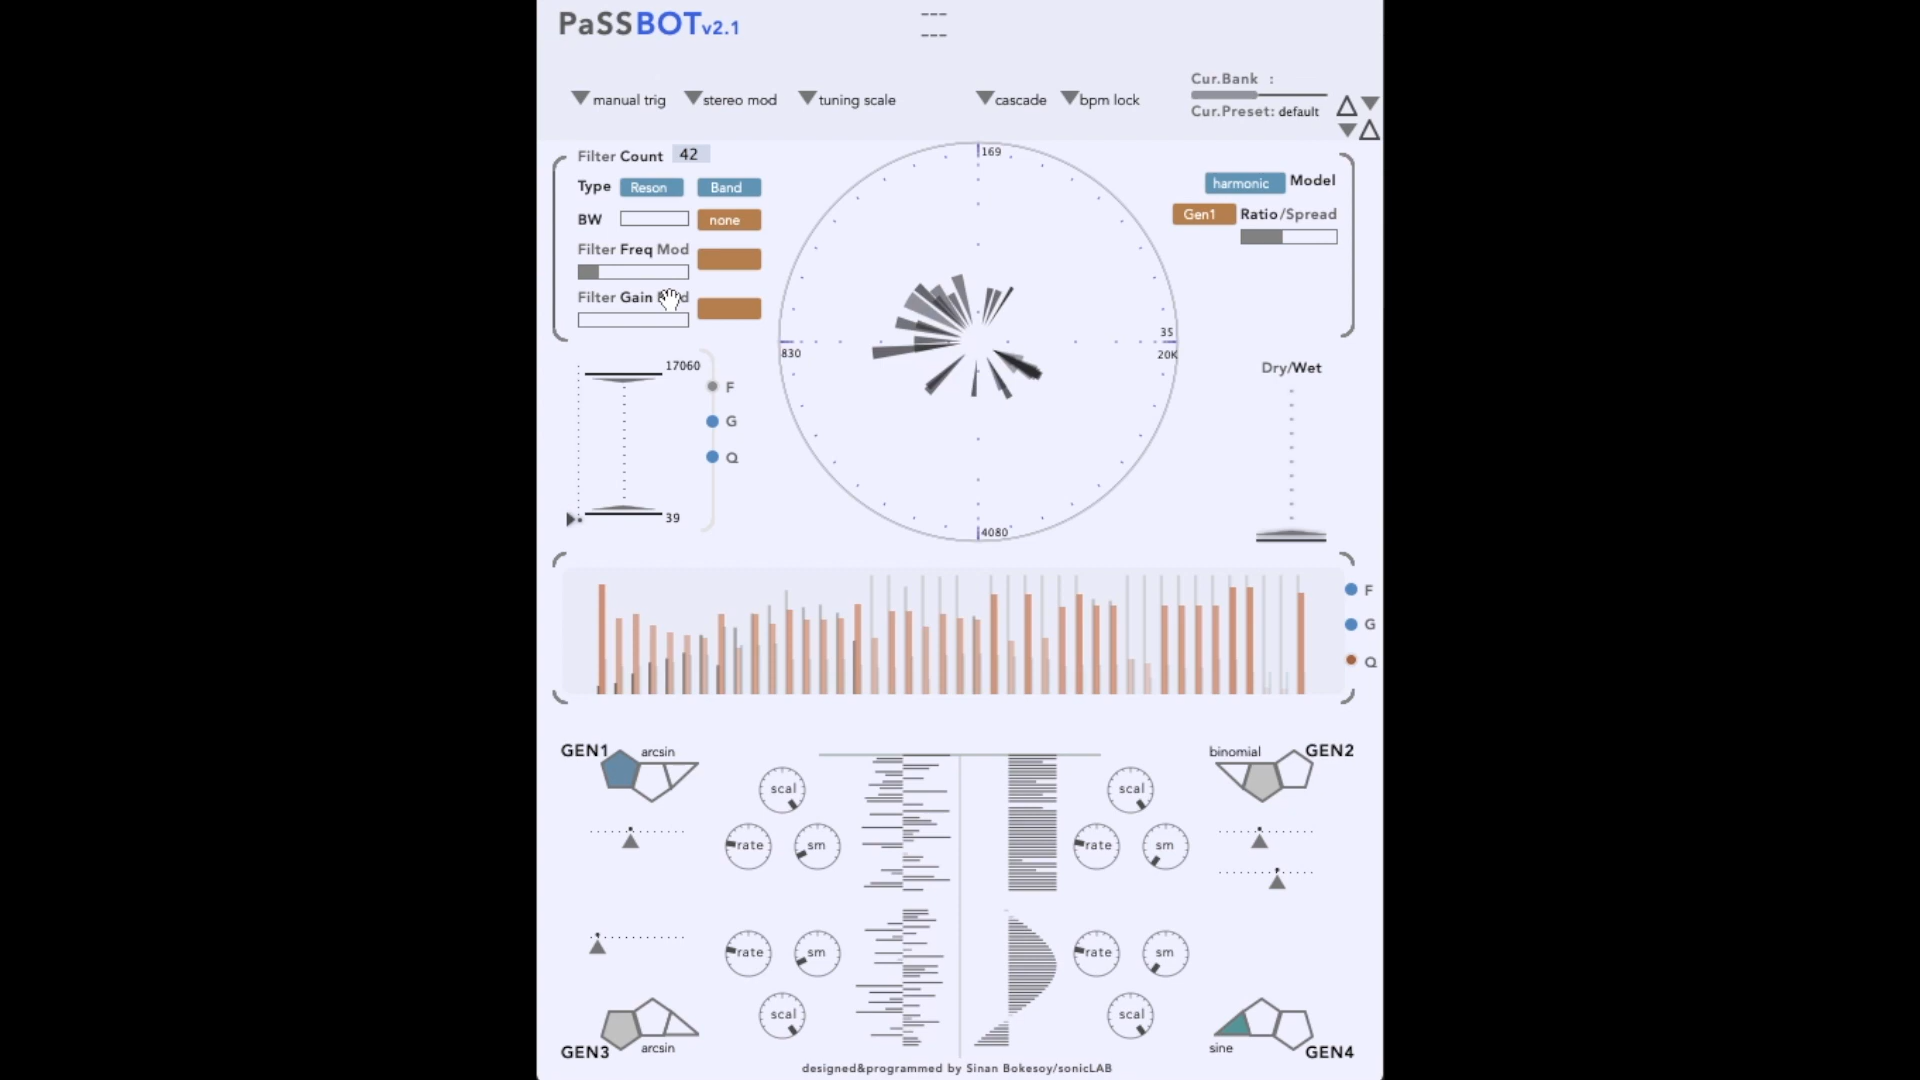 PaSSBOTv2.1
---
---
manual trig
stereo mod
tuning scale
cascade
bpm lock
Cur.Bank :
Cur.Preset: default
Filter Count 42
Type Reson Band
BW none
Filter Freq Mod
Filter Gain
harmonic Model
Gen1 Ratio/Spread
169
830
35
20K
4080
17060
39
F
G
Q
Dry/Wet
F
G
Q
GEN1 arcsin
binomial GEN2
scal
rate
sm
scal
rate
sm
rate
sm
scal
rate
sm
scal
GEN3 arcsin
sine GEN4
designed&programmed by Sinan Bokesoy/sonicLAB